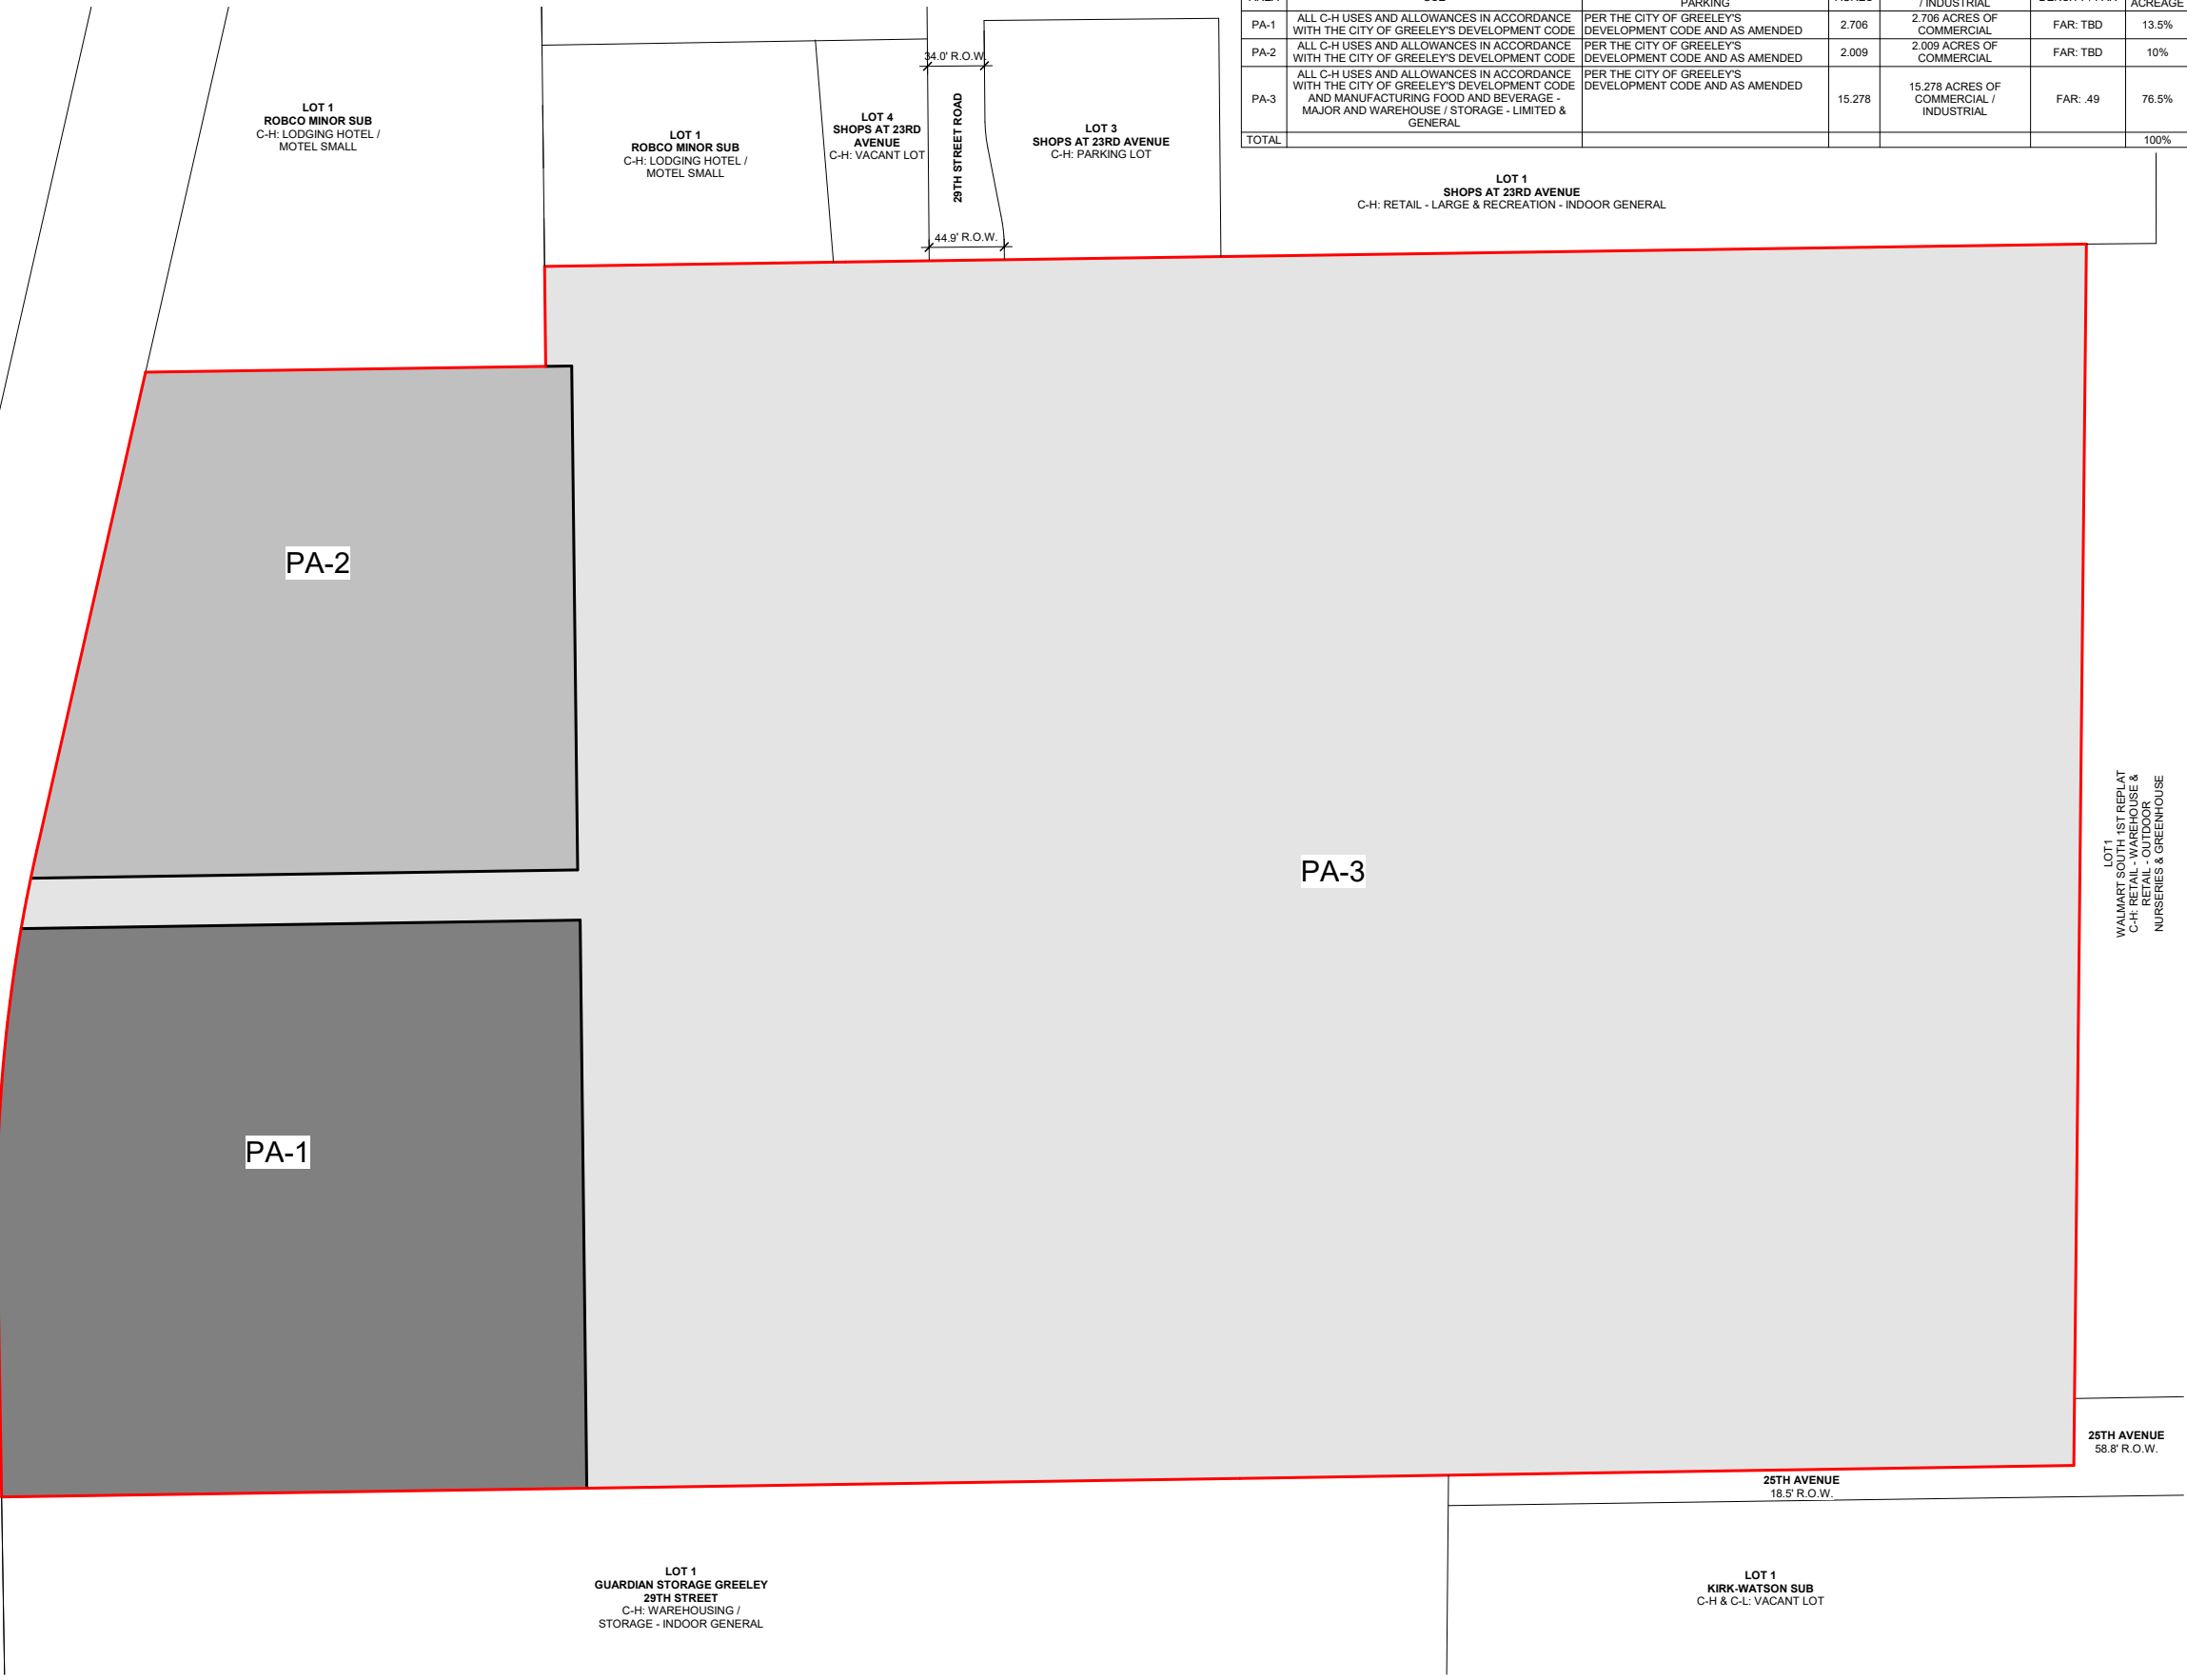 PARKING
/ INDUSTRIAL
ACREAGE
PA-1
ALL C-H USES AND ALLOWANCES IN ACCORDANCE
WITH THE CITY OF GREELEY'S DEVELOPMENT CODE
PER THE CITY OF GREELEY'S
DEVELOPMENT CODE AND AS AMENDED
2.706
2.706 ACRES OF
COMMERCIAL
FAR: TBD
13.5%
PA-2
ALL C-H USES AND ALLOWANCES IN ACCORDANCE
WITH THE CITY OF GREELEY'S DEVELOPMENT CODE
PER THE CITY OF GREELEY'S
DEVELOPMENT CODE AND AS AMENDED
2.009
2.009 ACRES OF
COMMERCIAL
FAR: TBD
10%
PA-3
ALL C-H USES AND ALLOWANCES IN ACCORDANCE
WITH THE CITY OF GREELEY'S DEVELOPMENT CODE
AND MANUFACTURING FOOD AND BEVERAGE -
MAJOR AND WAREHOUSE / STORAGE - LIMITED &
GENERAL
PER THE CITY OF GREELEY'S
DEVELOPMENT CODE AND AS AMENDED
15.278
15.278 ACRES OF
COMMERCIAL /
INDUSTRIAL
FAR: .49
76.5%
TOTAL
100%
LOT 1
ROBCO MINOR SUB
C-H: LODGING HOTEL /
MOTEL SMALL
LOT 1
ROBCO MINOR SUB
C-H: LODGING HOTEL /
MOTEL SMALL
LOT 4
SHOPS AT 23RD
AVENUE
C-H: VACANT LOT
34.0' R.O.W.
29TH STREET ROAD
44.9' R.O.W.
LOT 3
SHOPS AT 23RD AVENUE
C-H: PARKING LOT
LOT 1
SHOPS AT 23RD AVENUE
C-H: RETAIL - LARGE & RECREATION - INDOOR GENERAL
PA-2
PA-3
PA-1
LOT1
WALMART SOUTH 1ST REPLAT
C-H: RETAIL - WAREHOUSE &
RETAIL - OUTDOOR
NURSERIES & GREENHOUSE
25TH AVENUE
58.8' R.O.W.
25TH AVENUE
18.5' R.O.W.
LOT 1
GUARDIAN STORAGE GREELEY
29TH STREET
C-H: WAREHOUSING /
STORAGE - INDOOR GENERAL
LOT 1
KIRK-WATSON SUB
C-H & C-L: VACANT LOT